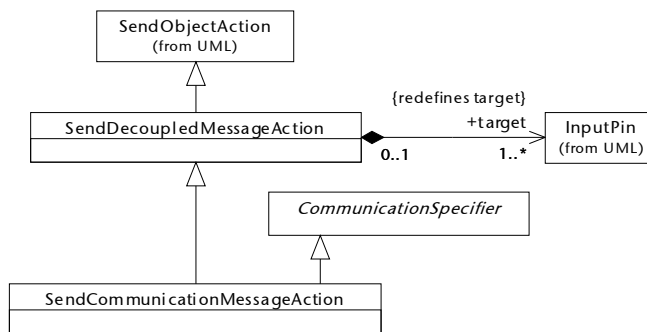 SendObjectAction
(from UML)
{redefines target}
+target
SendDecoupledMessageAction
InputPin
(from UML)
0..1
1..*
CommunicationSpecifier
SendCommunicationMessageAction